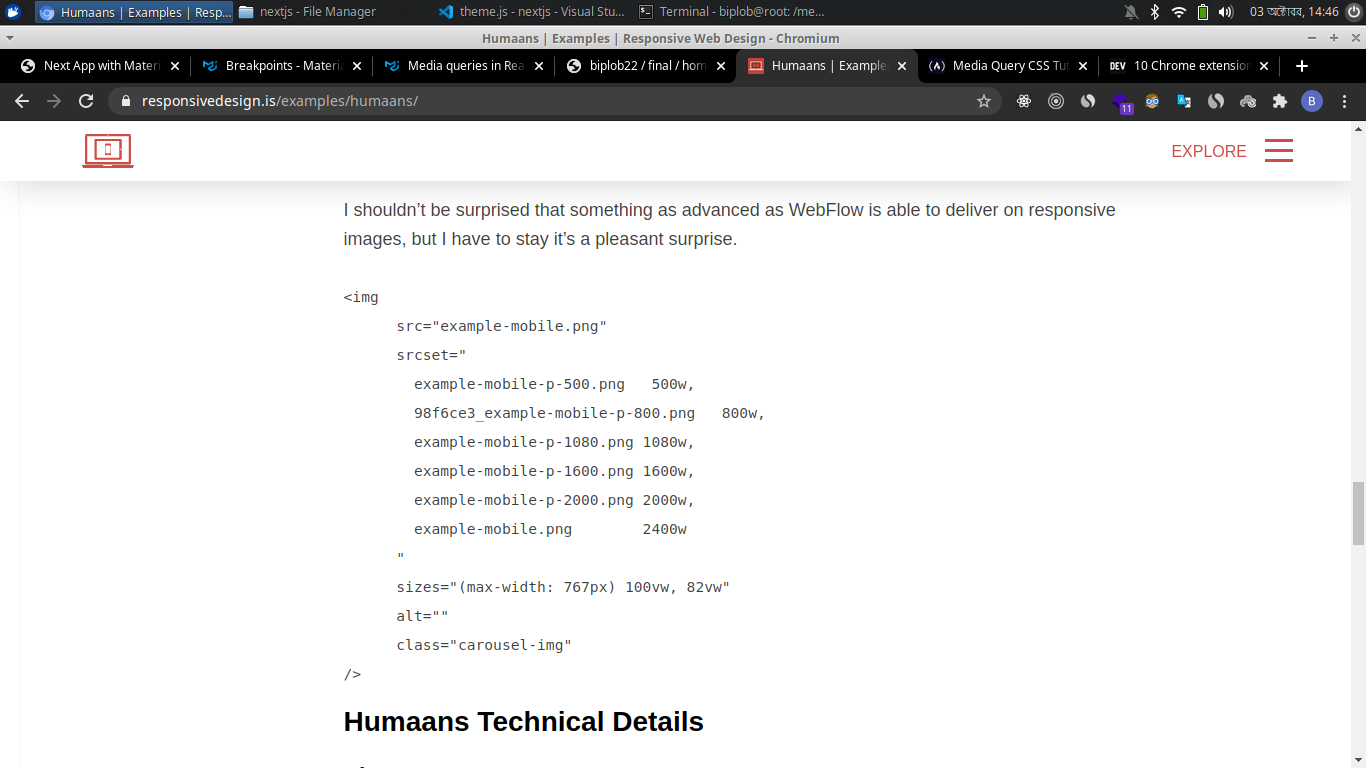 Humaans | Examples | Resp...
nextjs - File Manager
theme.js - nextjs - Visual Stu...
Terminal - biplob@root: /me...
03 অক্টোবর, 14:46
Humaans | Examples | Responsive Web Design - Chromium
Next App with Materi
Breakpoints - Materia
Media queries in Rea
biplob22 / final / hom
Humaans | Example
Media Query CSS Tut
DEV
10 Chrome extension
responsivedesign.is/examples/humaans/
11
B
EXPLORE
I shouldn’t be surprised that something as advanced as WebFlow is able to deliver on responsive
images, but I have to stay it’s a pleasant surprise.
<img
src="example-mobile.png"
srcset="
example-mobile-p-500.png 500w,
98f6ce3_example-mobile-p-800.png 800w,
example-mobile-p-1080.png 1080w,
example-mobile-p-1600.png 1600w,
example-mobile-p-2000.png 2000w,
example-mobile.png 2400w
"
sizes="(max-width: 767px) 100vw, 82vw"
alt=""
class="carousel-img"
/>
Humaans Technical Details